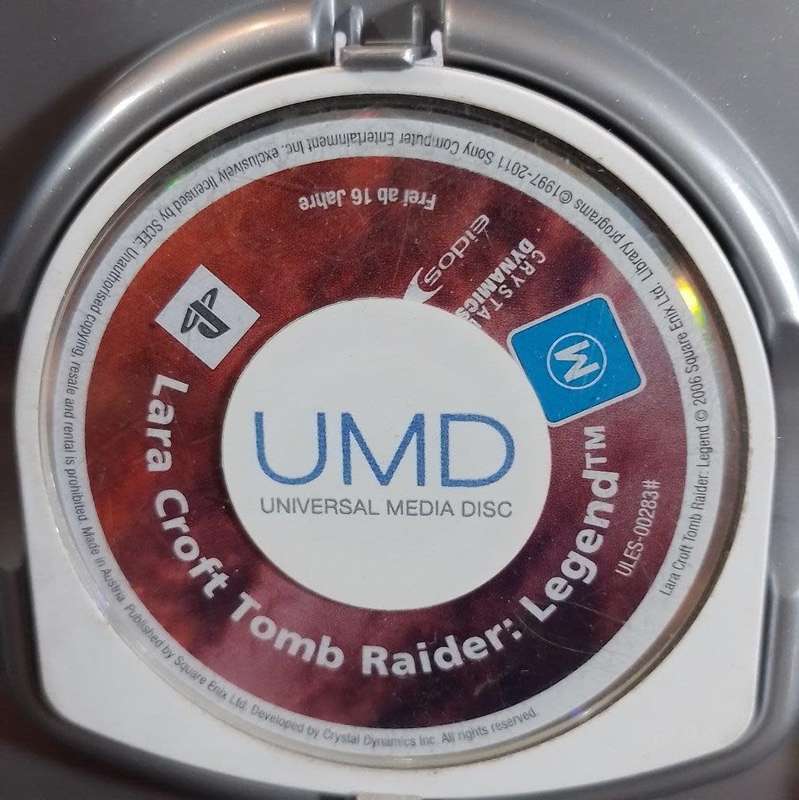 UMD
UNIVERSAL MEDIA DISC
Lara Croft Tomb Raider: Legend™
ULES-00283#
Frei ab 16 Jahre
eidos
CRYSTAL DYNAMICS
M
Lara Croft Tomb Raider: Legend © 2006 Square Enix Ltd. Library programs ©1997-2011 Sony Computer Entertainment Inc. exclusively licensed by SCEE. Unauthorised copying, resale and rental is prohibited. Made in Austria. Published by Square Enix Ltd. Developed by Crystal Dynamics Inc. All rights reserved.